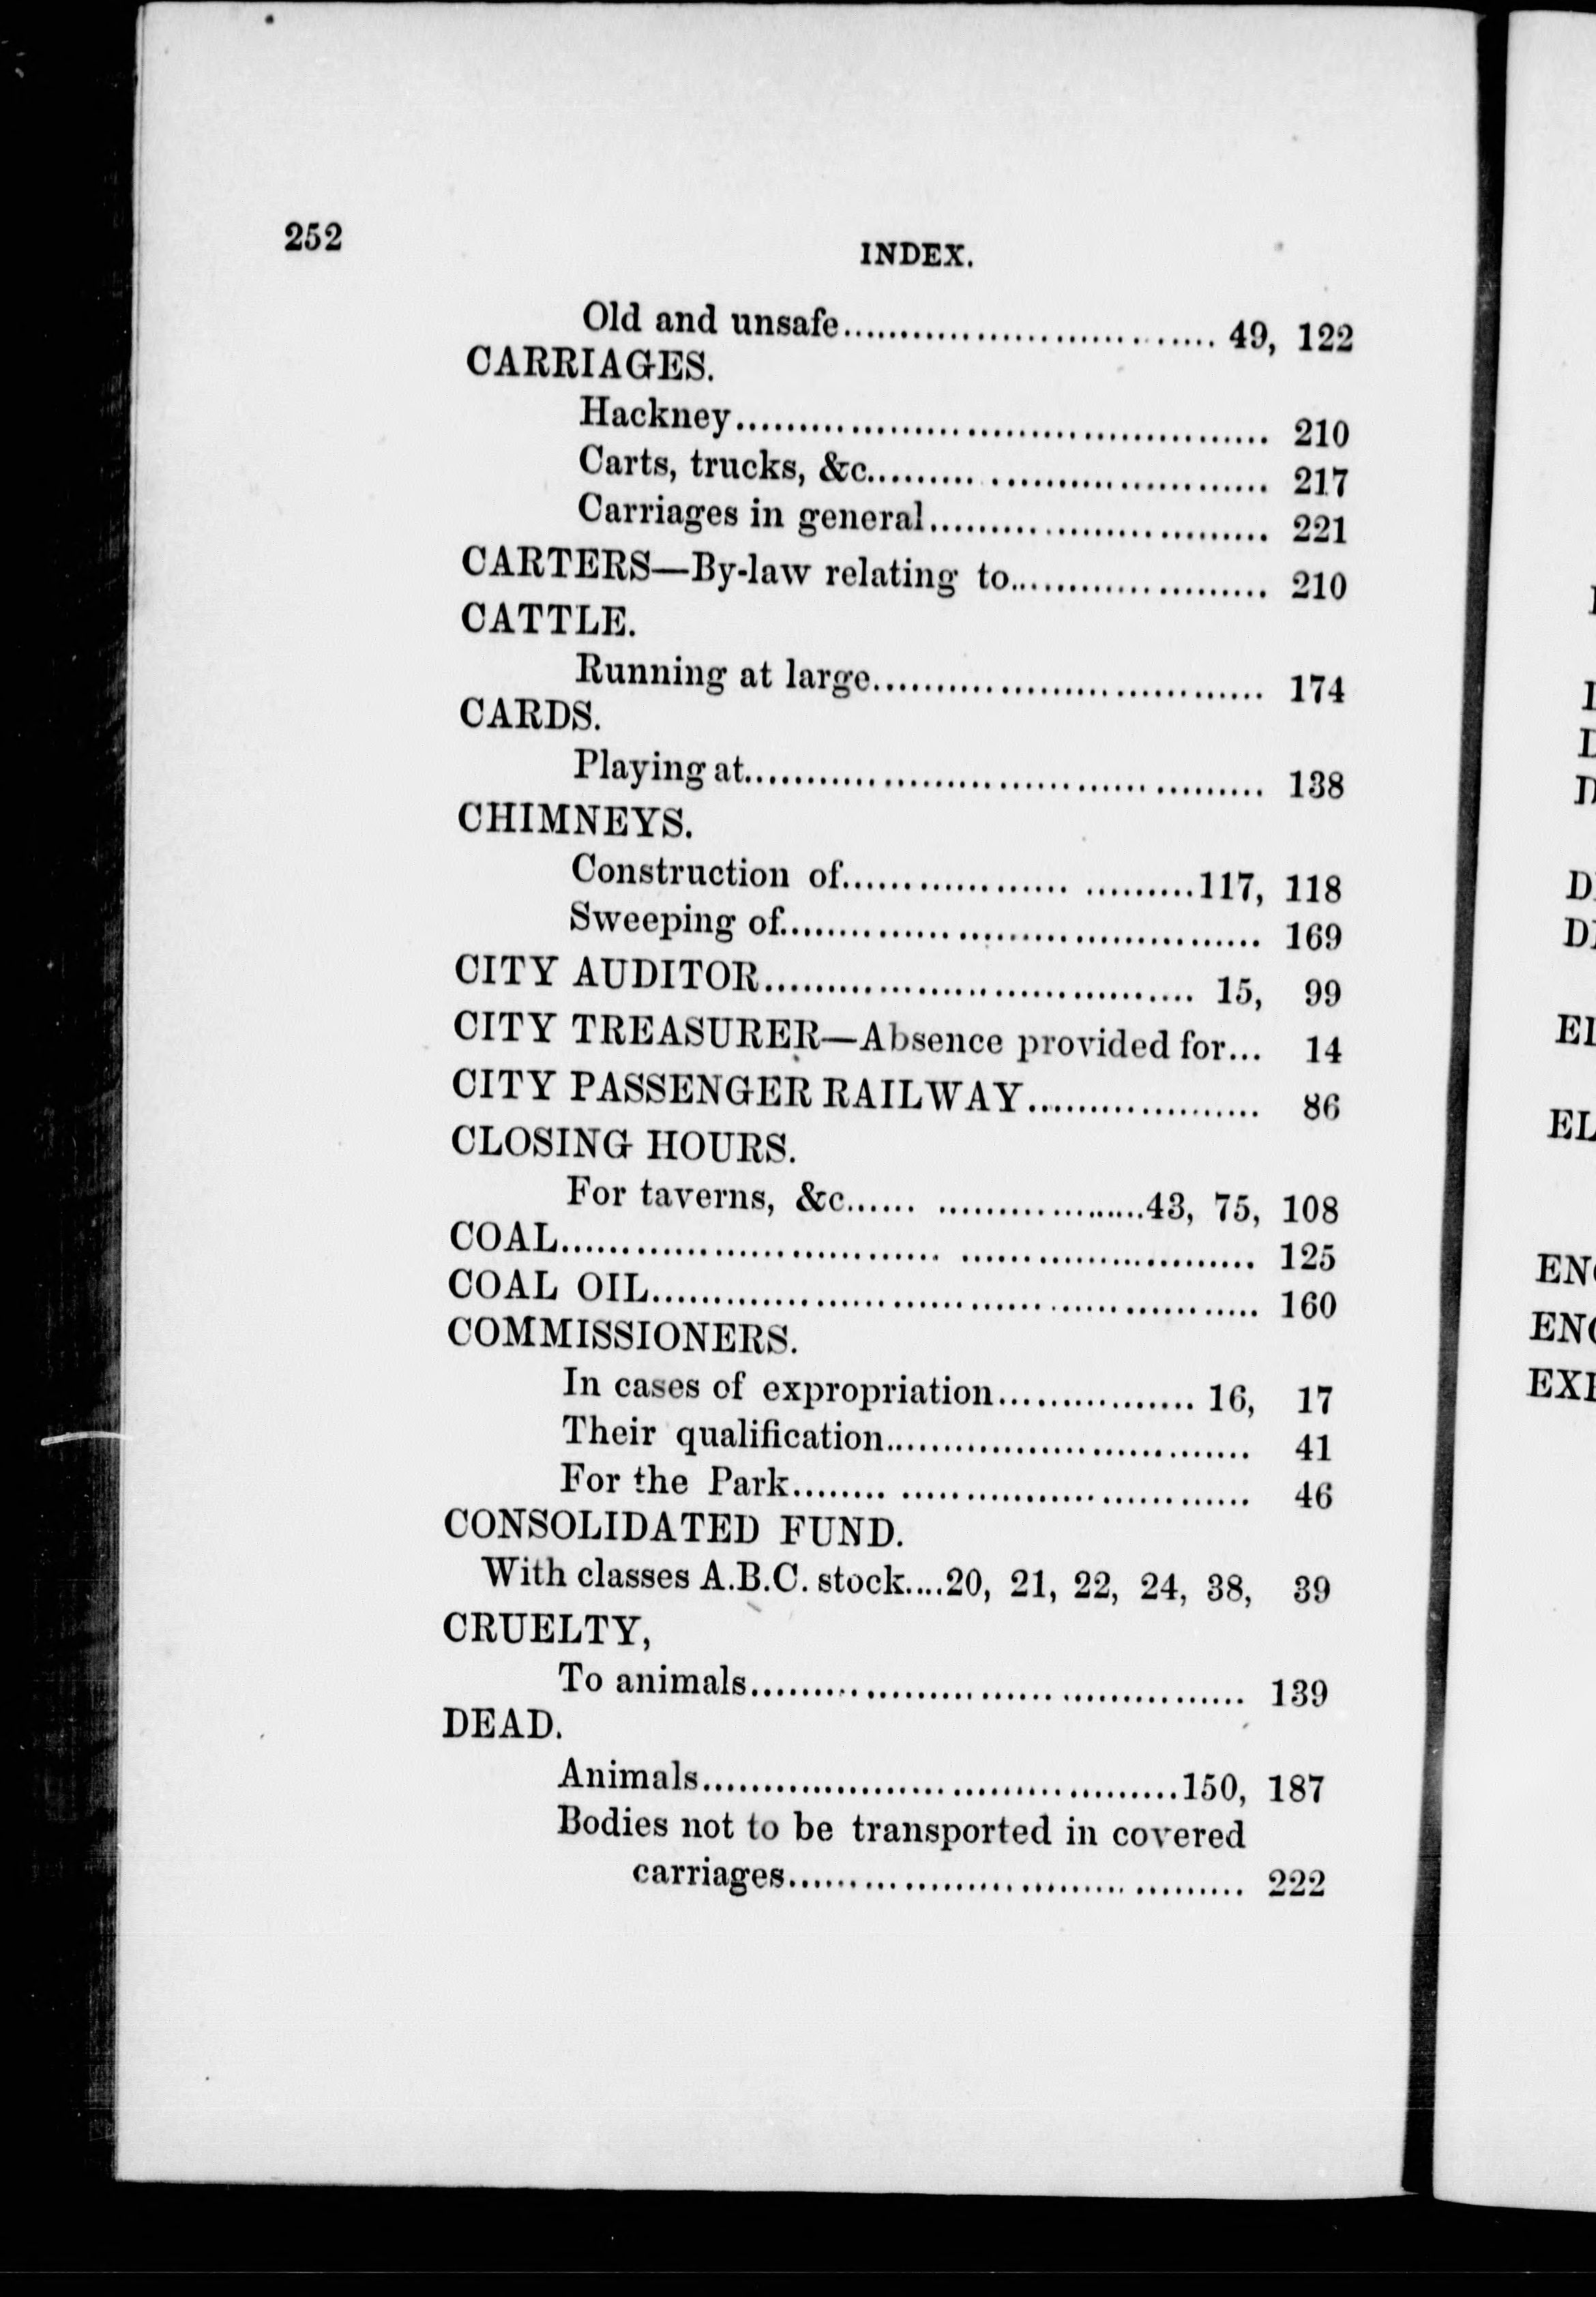 252
INDEX.
Old and unsafe.................................. 49, 122
CARRIAGES.
Hackney.............................................. 210
Carts, trucks, &c................................... 217
Carriages in general............................... 221
CARTERS—By-law relating to...................... 210
CATTLE.
Running at large.................................. 174
CARDS.
Playing at............................................. 138
CHIMNEYS.
Construction of..............................117, 118
Sweeping of.......................................... 169
CITY AUDITOR..................................... 15, 99
CITY TREASURER—Absence provided for... 14
CITY PASSENGER RAILWAY.................... 86
CLOSING HOURS.
For taverns, &c........................43, 75, 108
COAL............................................................ 125
COAL OIL.................................................... 160
COMMISSIONERS.
In cases of expropriation................ 16, 17
Their qualification................................ 41
For the Park........................................ 46
CONSOLIDATED FUND.
With classes A.B.C. stock....20, 21, 22, 24, 38, 39
CRUELTY,
To animals........................................... 139
DEAD.
Animals..........................................150, 187
Bodies not to be transported in covered
carriages........................................ 222